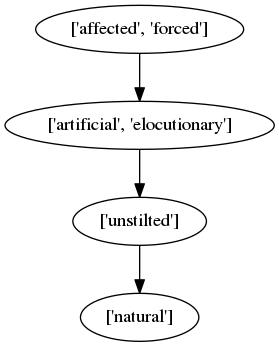 ['affected', 'forced']
['artificial', 'elocutionary']
['unstilted']
['natural']